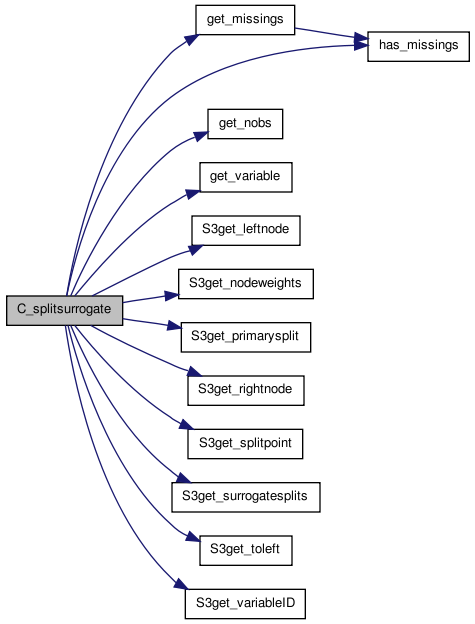 get_missings
has_missings
get_nobs
get_variable
S3get_leftnode
S3get_nodeweights
C_splitsurrogate
S3get_primarysplit
S3get_rightnode
S3get_splitpoint
S3get_surrogatesplits
S3get_toleft
S3get_variableID